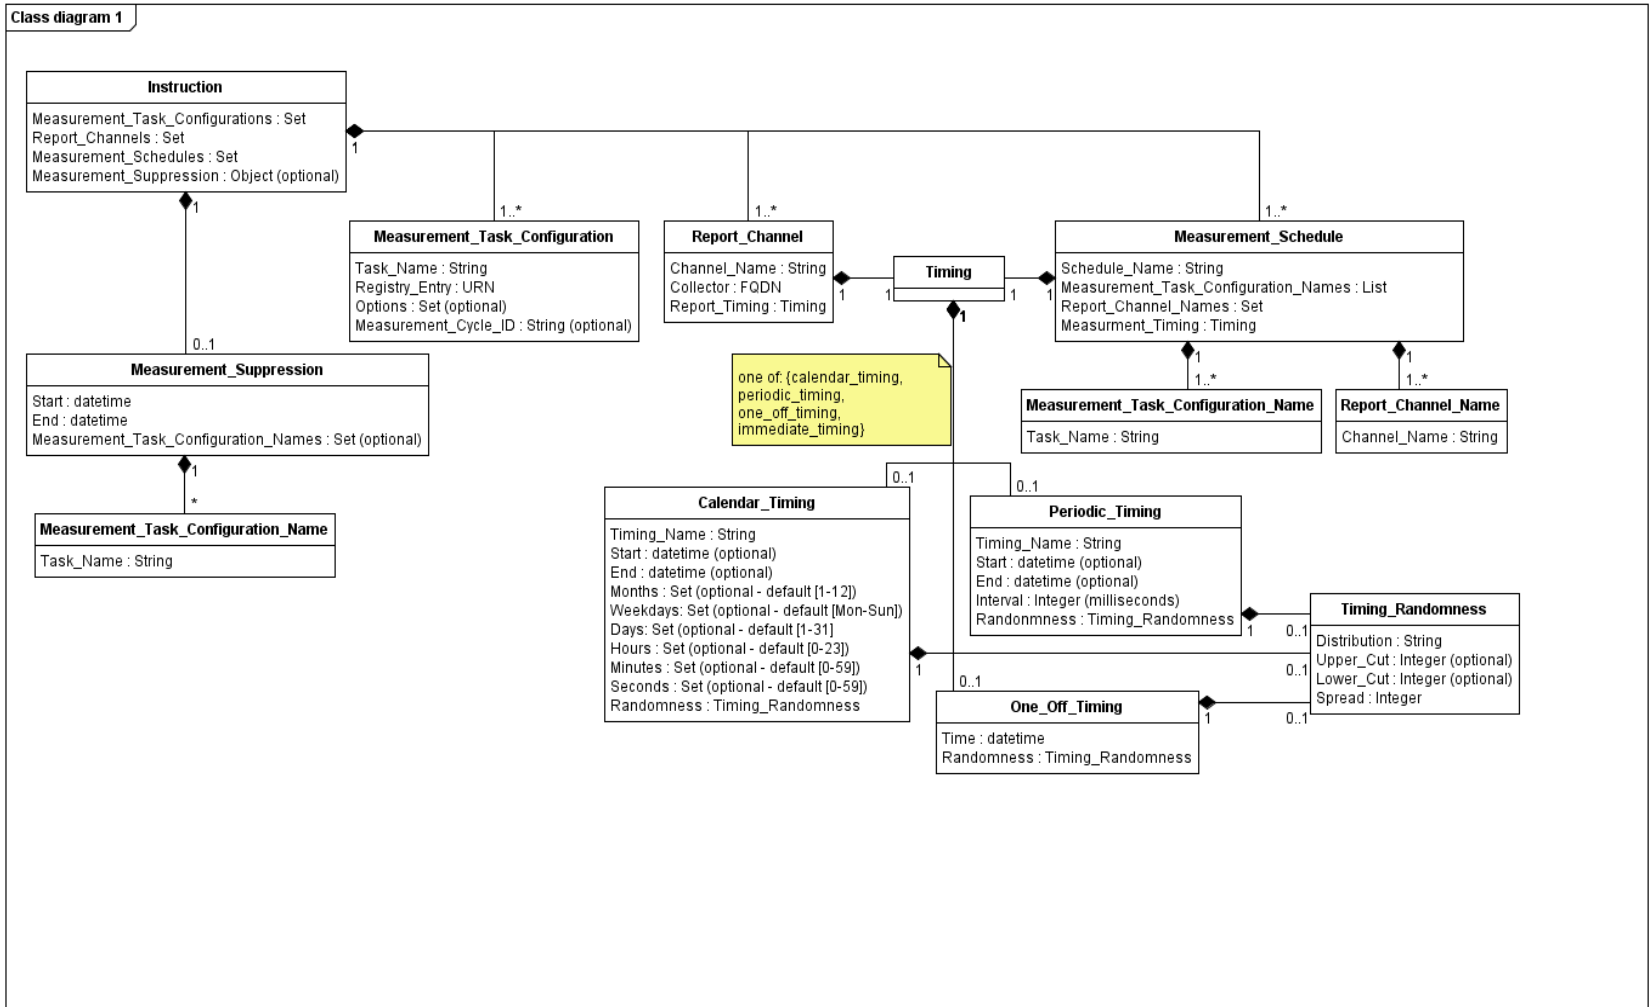 Class diagram 1
Instruction
Measurement_Task_Configurations : Set
Report_Channels : Set
Measurement_Schedules : Set
Measurement_Suppression : Object (optional)
1
1
1..*
1..*
1..*
Measurement_Task_Configuration
Task_Name : String
Registry_Entry : URN
Options : Set (optional)
Measurement_Cycle_ID : String (optional)
Report_Channel
Channel_Name : String
Collector : FQDN
Report_Timing : Timing
1
1
Timing
1
1
1
Measurement_Schedule
Schedule_Name : String
Measurement_Task_Configuration_Names : List
Report_Channel_Names : Set
Measurment_Timing : Timing
1
1..*
1
1..*
Measurement_Task_Configuration_Name
Task_Name : String
Report_Channel_Name
Channel_Name : String
0..1
Measurement_Suppression
Start : datetime
End : datetime
Measurement_Task_Configuration_Names : Set (optional)
1
*
Measurement_Task_Configuration_Name
Task_Name : String
one of: {calendar_timing,
periodic_timing,
one_off_timing,
immediate_timing}
0..1
0..1
Calendar_Timing
Timing_Name : String
Start : datetime (optional)
End : datetime (optional)
Months : Set (optional - default [1-12])
Weekdays: Set (optional - default [Mon-Sun])
Days: Set (optional - default [1-31]
Hours : Set (optional - default [0-23])
Minutes : Set (optional - default [0-59])
Seconds : Set (optional - default [0-59])
Randomness : Timing_Randomness
Periodic_Timing
Timing_Name : String
Start : datetime (optional)
End : datetime (optional)
Interval : Integer (milliseconds)
Randonmness : Timing_Randomness
1
0..1
1
0..1
Timing_Randomness
Distribution : String
Upper_Cut : Integer (optional)
Lower_Cut : Integer (optional)
Spread : Integer
0..1
One_Off_Timing
Time : datetime
Randomness : Timing_Randomness
1
0..1